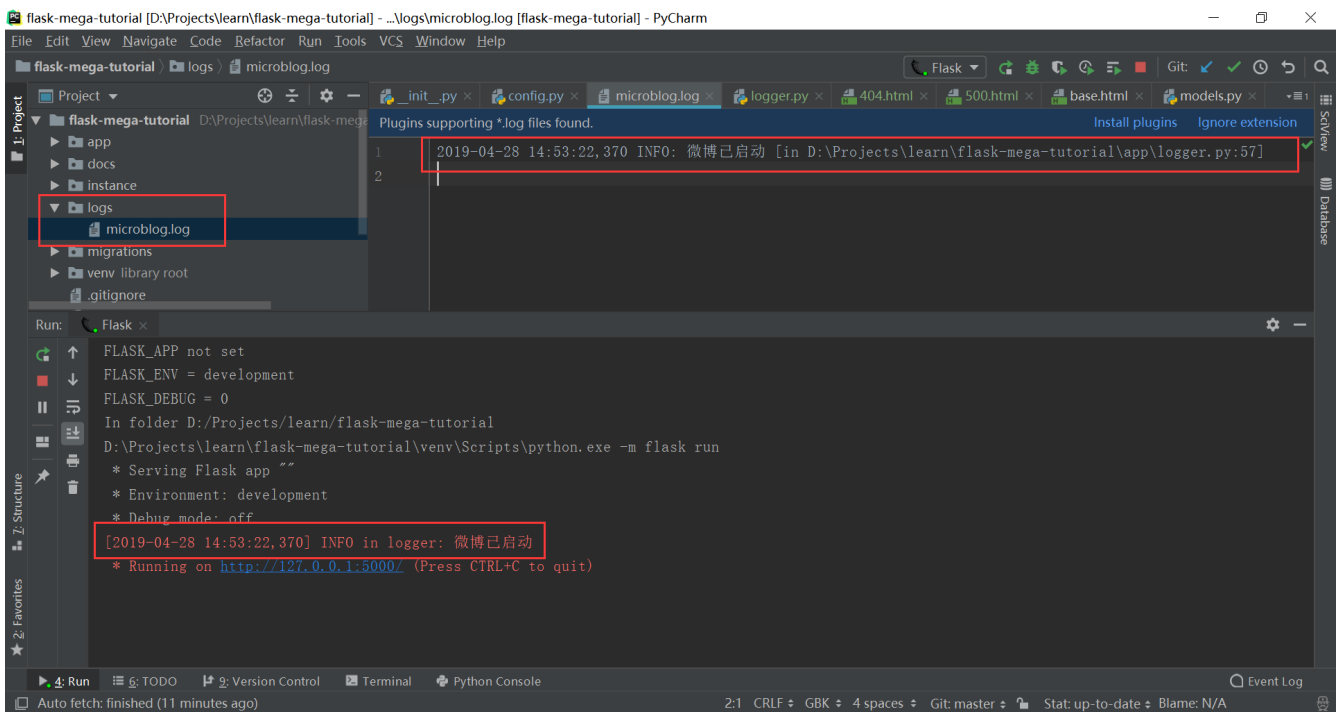 flask-mega-tutorial [D:\Projects\learn\flask-mega-tutorial] - ...\logs\microblog.log [flask-mega-tutorial] - PyCharm
File Edit View Navigate Code Refactor Run Tools VCS Window Help
flask-mega-tutorial logs microblog.log Flask Git:
1: Project
Project __init__.py config.py microblog.log logger.py 404.html 500.html base.html models.py
flask-mega-tutorial D:\Projects\learn\flask-mega
Plugins supporting *.log files found. Install plugins Ignore extension
app
docs
instance
logs
microblog.log
migrations
venv library root
.gitignore
1 2019-04-28 14:53:22,370 INFO: 微博已启动 [in D:\Projects\learn\flask-mega-tutorial\app\logger.py:57]
2
SciView
Database
Run: Flask
FLASK_APP not set
FLASK_ENV = development
FLASK_DEBUG = 0
In folder D:/Projects/learn/flask-mega-tutorial
D:\Projects\learn\flask-mega-tutorial\venv\Scripts\python.exe -m flask run
* Serving Flask app ""
* Environment: development
* Debug mode: off
[2019-04-28 14:53:22,370] INFO in logger: 微博已启动
* Running on http://127.0.0.1:5000/ (Press CTRL+C to quit)
7: Structure
2: Favorites
4: Run 6: TODO 9: Version Control Terminal Python Console Event Log
Auto fetch: finished (11 minutes ago) 2:1 CRLF GBK 4 spaces Git: master Stat: up-to-date Blame: N/A